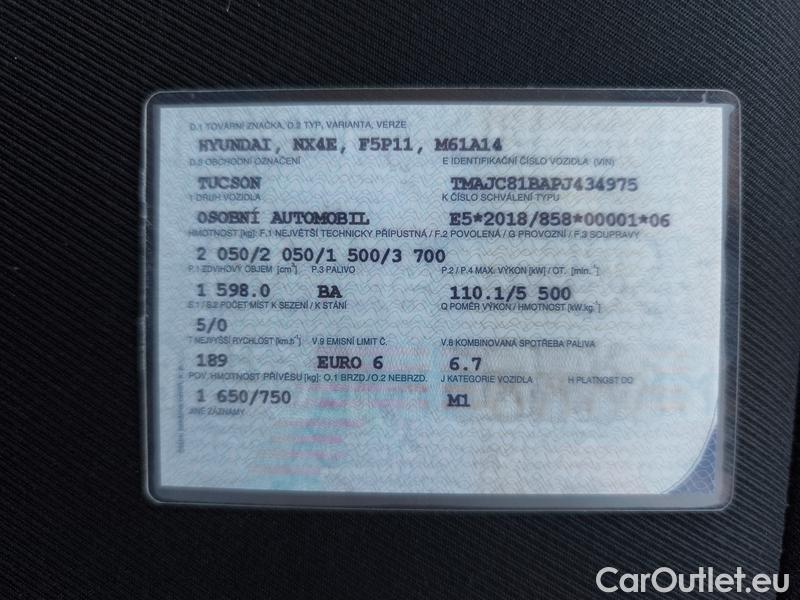 D.1 TOVÁRNÍ ZNAČKA, D.2 TYP, VARIANTA, VERZE
HYUNDAI, NX4E, F5P11, M61A14
D.3 OBCHODNÍ OZNAČENÍ E IDENTIFIKAČNÍ ČÍSLO VOZIDLA (VIN)
TUCSON TMAJC81BAPJ434975
1 DRUH VOZIDLA K ČÍSLO SCHVÁLENÍ TYPU
OSOBNÍ AUTOMOBIL E5*2018/858*00001*06
HMOTNOST [kg]: F.1 NEJVĚTŠÍ TECHNICKY PŘÍPUSTNÁ / F.2 POVOLENÁ / G PROVOZNÍ / F.3 SOUPRAVY
2 050/2 050/1 500/3 700
P.1 ZDVIHOVÝ OBJEM [cm³] P.3 PALIVO P.2 / P.4 MAX. VÝKON [kW] / OT. [min.⁻¹]
1 598.0 BA 110.1/5 500
S.1 / S.2 POČET MÍST K SEZENÍ / K STÁNÍ Q POMĚR VÝKON / HMOTNOST [kW.kg⁻¹]
5/0
T NEJVYŠŠÍ RYCHLOST [km.h⁻¹] V.9 EMISNÍ LIMIT Č. V.8 KOMBINOVANÁ SPOTŘEBA PALIVA
189 EURO 6 6.7
POV. HMOTNOST PŘÍVĚSU [kg]: O.1 BRZD./O.2 NEBRZD. J KATEGORIE VOZIDLA H PLATNOST DO
1 650/750 M1
JINÉ ZÁZNAMY
CarOutlet.eu